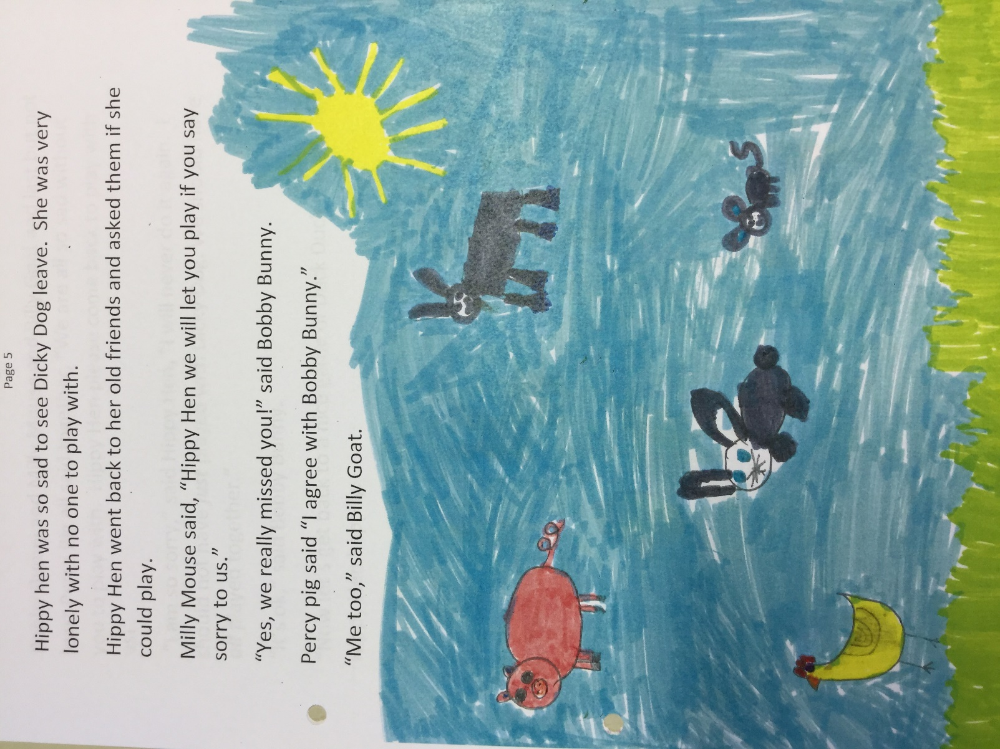 Page 5
Hippy hen was so sad to see Dicky Dog leave.  She was very
lonely with no one to play with.
Hippy Hen went back to her old friends and asked them if she
could play.
Milly Mouse said, “Hippy Hen we will let you play if you say
sorry to us.”
“Yes, we really missed you!” said Bobby Bunny.
Percy pig said “I agree with Bobby Bunny.”
“Me too,” said Billy Goat.